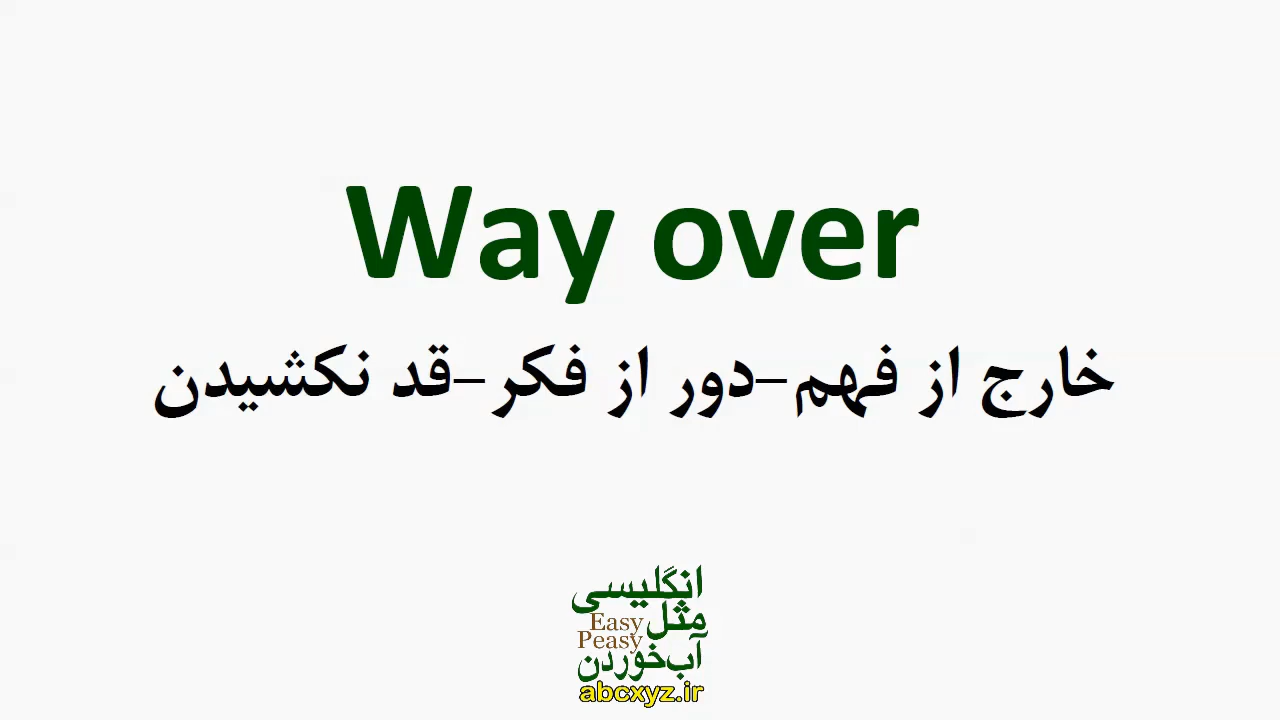 Way over
خارج از فهم-دور از فکر-قد نکشیدن
انگلیسی
مثل Easy
Peasy
آب‌خوردن
abcxyz.ir